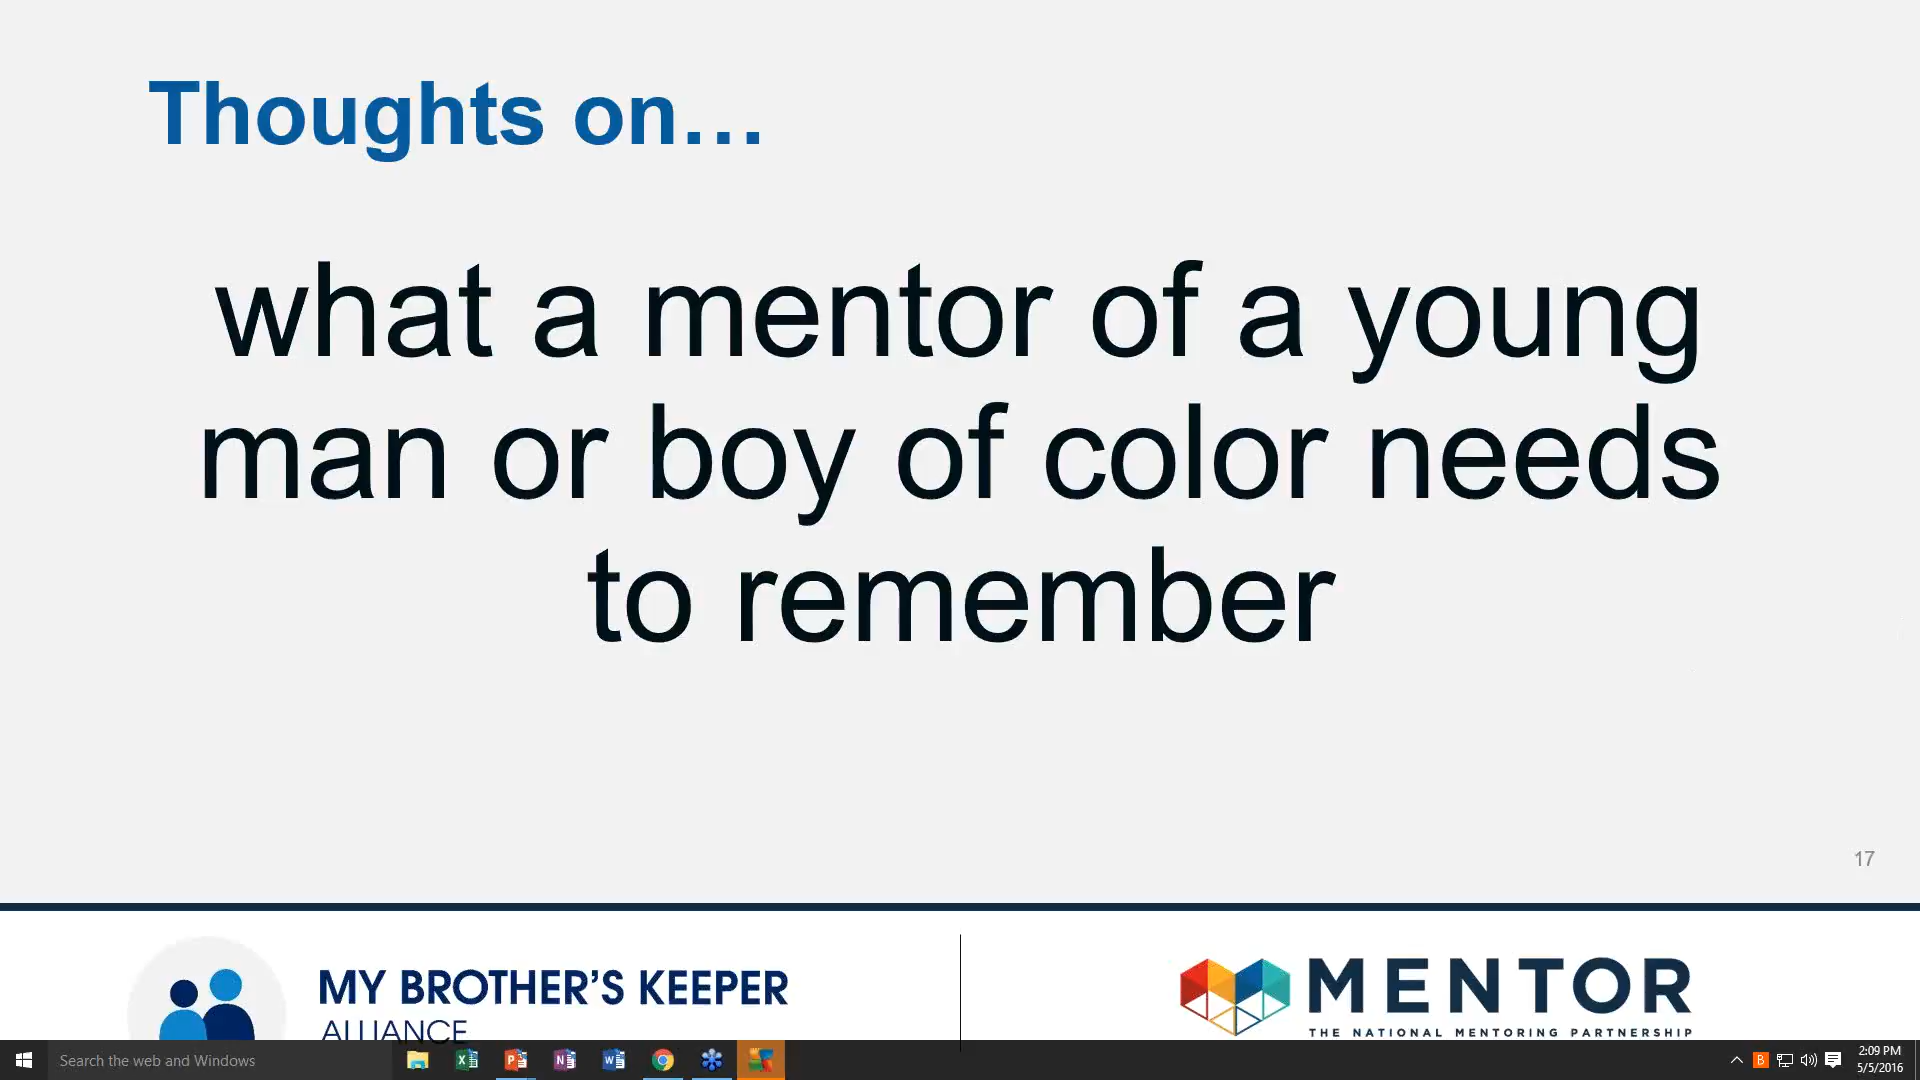 Thoughts on…
what a mentor of a young
man or boy of color needs
to remember
17
MY BROTHER'S KEEPER
ALLIANCE
MENTOR
THE NATIONAL MENTORING PARTNERSHIP
Search the web and Windows
2:09 PM
5/5/2016